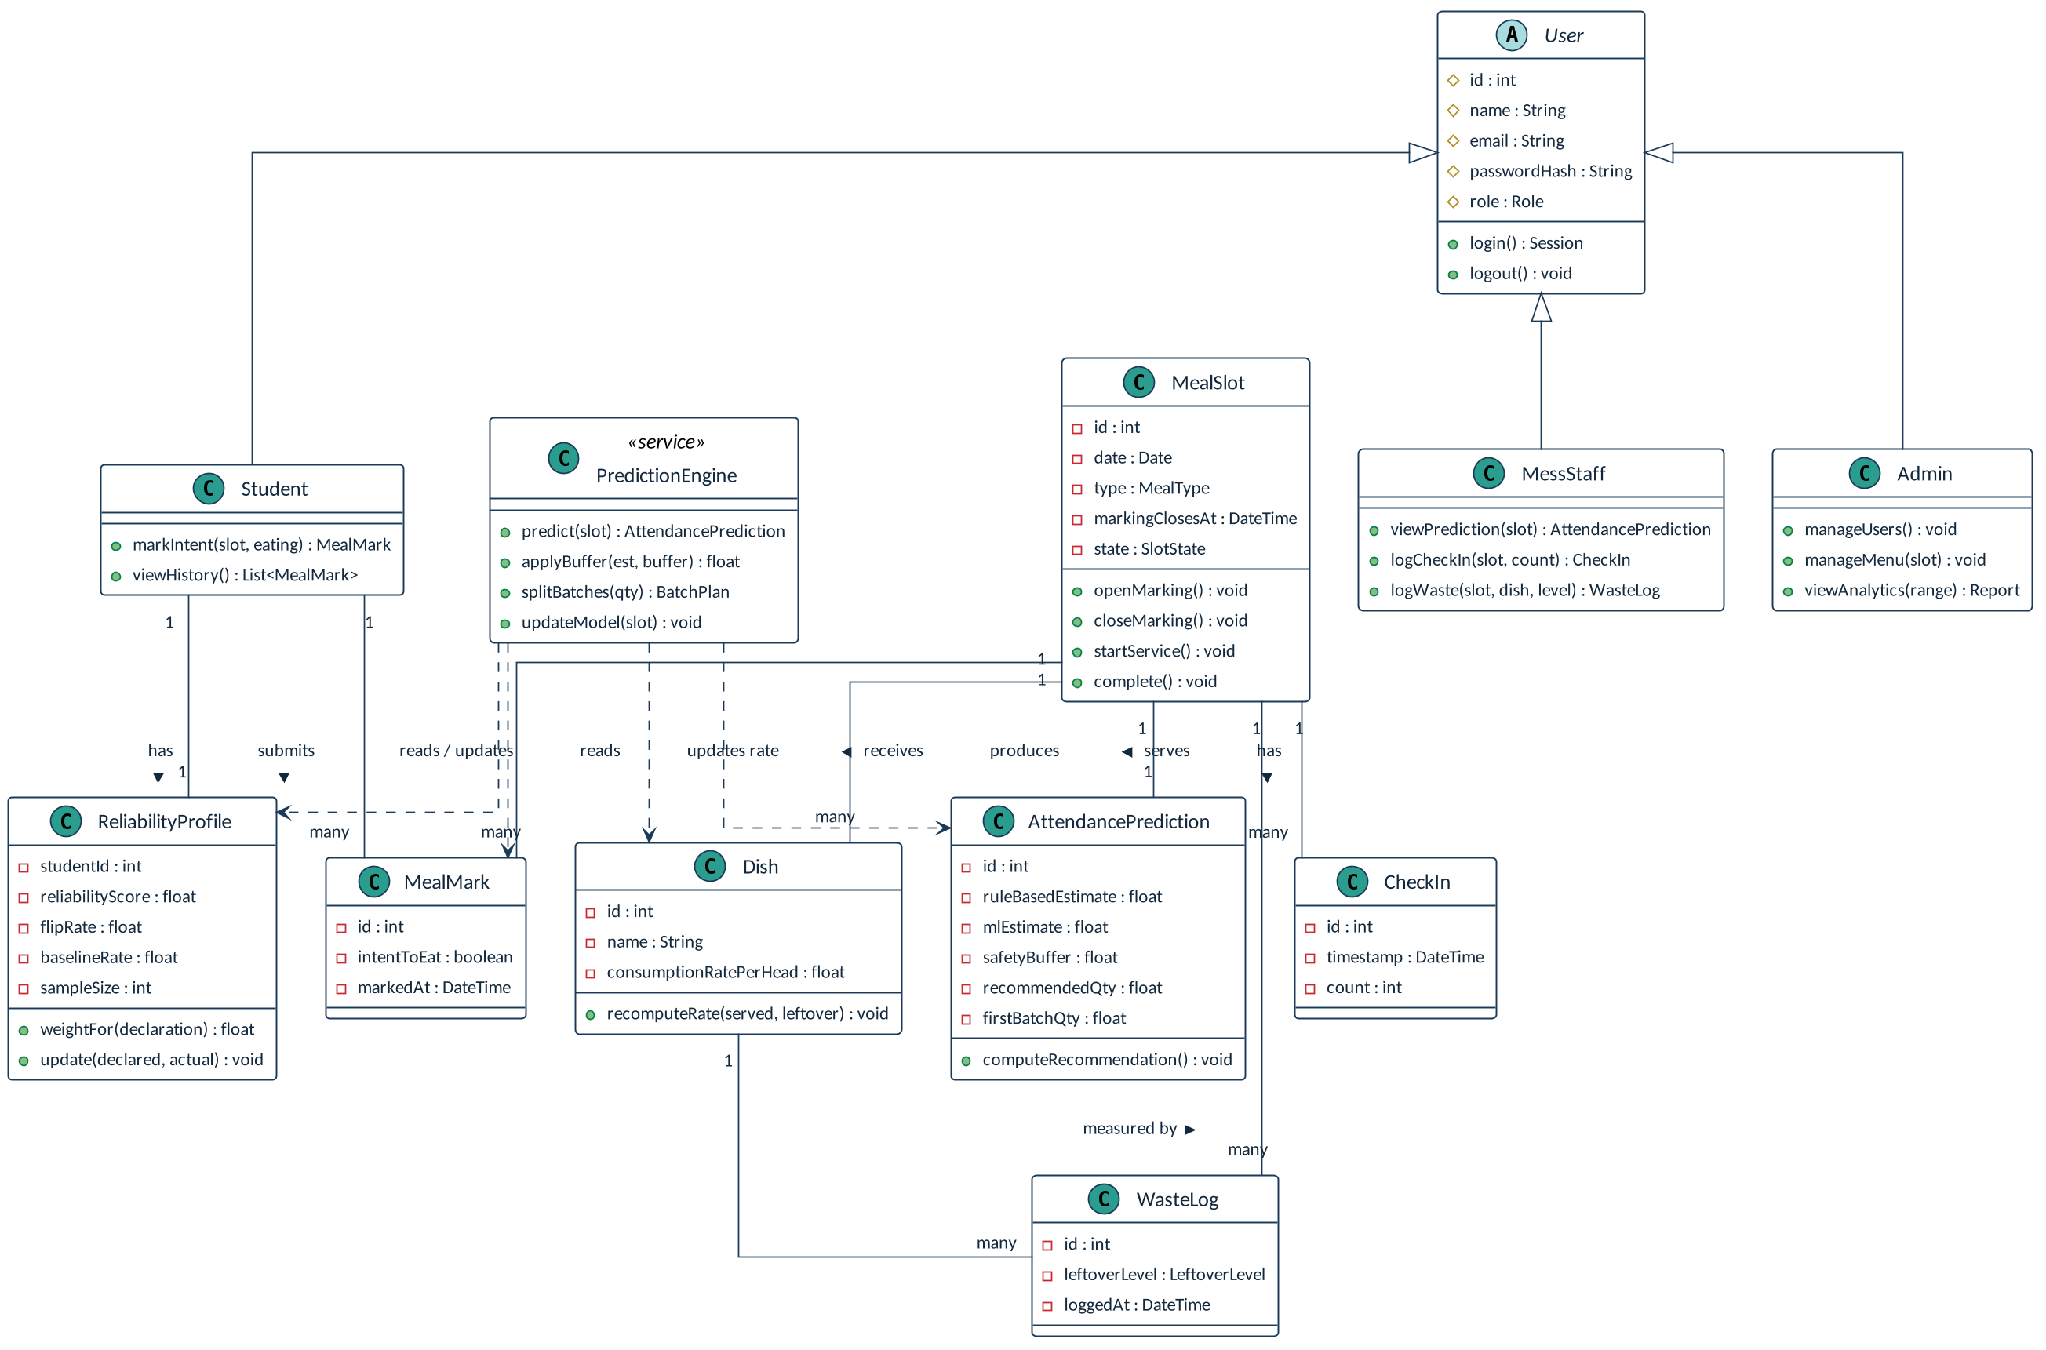 A User
id : int
name : String
email : String
passwordHash : String
role : Role
login() : Session
logout() : void
C MealSlot
id : int
date : Date
type : MealType
markingClosesAt : DateTime
state : SlotState
openMarking() : void
closeMarking() : void
startService() : void
complete() : void
C Student
markIntent(slot, eating) : MealMark
viewHistory() : List<MealMark>
«service»
C PredictionEngine
predict(slot) : AttendancePrediction
applyBuffer(est, buffer) : float
splitBatches(qty) : BatchPlan
updateModel(slot) : void
C MessStaff
viewPrediction(slot) : AttendancePrediction
logCheckIn(slot, count) : CheckIn
logWaste(slot, dish, level) : WasteLog
C Admin
manageUsers() : void
manageMenu(slot) : void
viewAnalytics(range) : Report
1
1
1
1
1
1
1
has
submits
reads / updates
reads
updates rate
◄ receives
produces
◄ serves
has
▼
▼
▼
1
1
many
many
many
many
C ReliabilityProfile
studentId : int
reliabilityScore : float
flipRate : float
baselineRate : float
sampleSize : int
weightFor(declaration) : float
update(declared, actual) : void
C MealMark
id : int
intentToEat : boolean
markedAt : DateTime
C Dish
id : int
name : String
consumptionRatePerHead : float
recomputeRate(served, leftover) : void
C AttendancePrediction
id : int
ruleBasedEstimate : float
mlEstimate : float
safetyBuffer : float
recommendedQty : float
firstBatchQty : float
computeRecommendation() : void
C CheckIn
id : int
timestamp : DateTime
count : int
1
measured by ►
many
many
C WasteLog
id : int
leftoverLevel : LeftoverLevel
loggedAt : DateTime